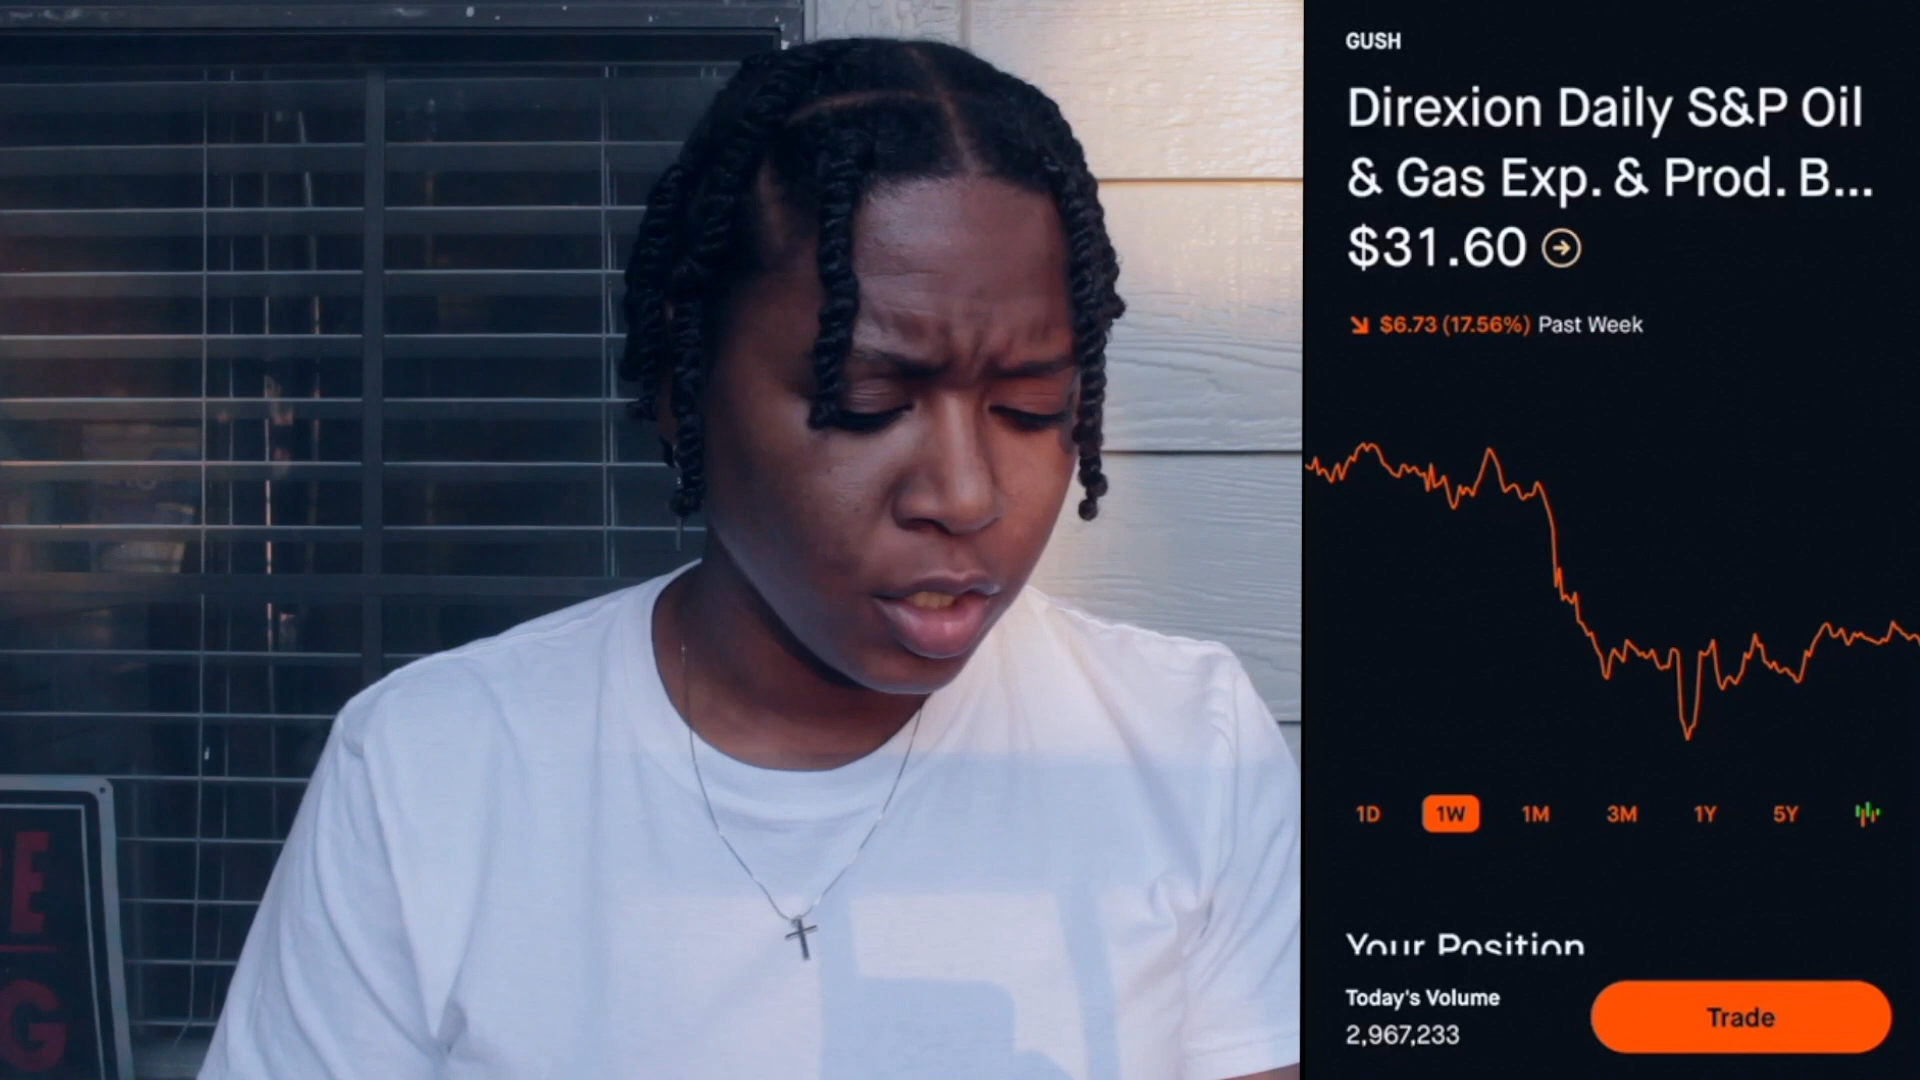 GUSH
Direxion Daily S&P Oil
& Gas Exp. & Prod. B...
$31.60
$6.73 (17.56%) Past Week
1D 1W 1M 3M 1Y 5Y
Your Position
Today's Volume
2,967,233
Trade
E
G